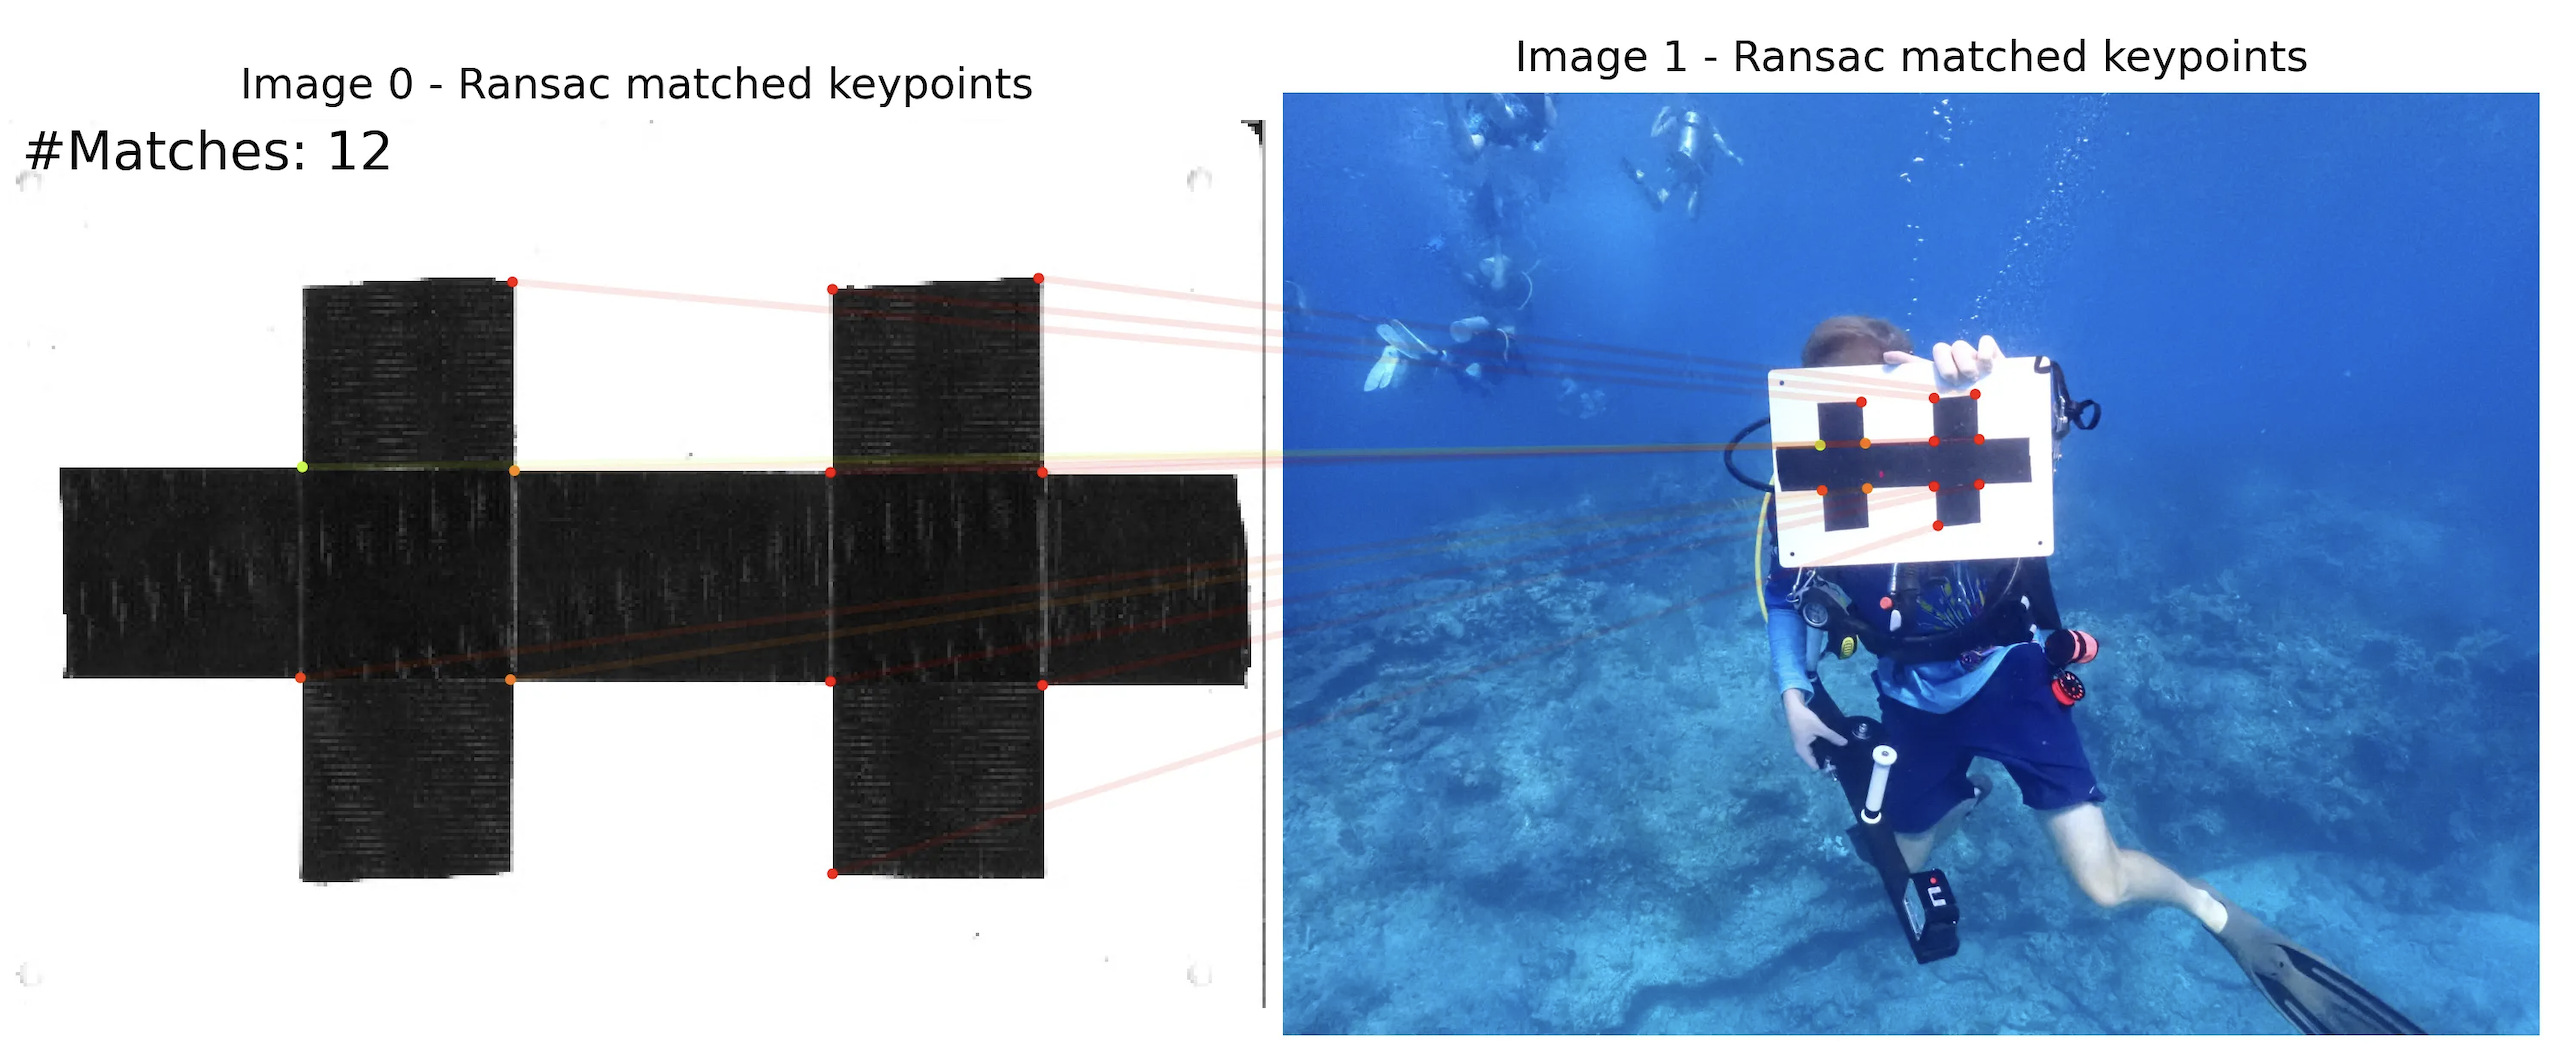 Image 0 - Ransac matched keypoints
#Matches: 12
Image 1 - Ransac matched keypoints